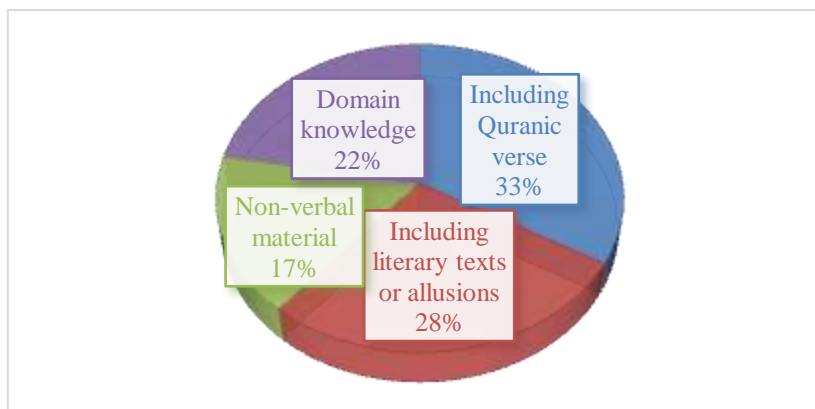 Domain
knowledge
22%
Including
Quranic
verse
33%
Non-verbal
material
17%
Including
literary texts
or allusions
28%